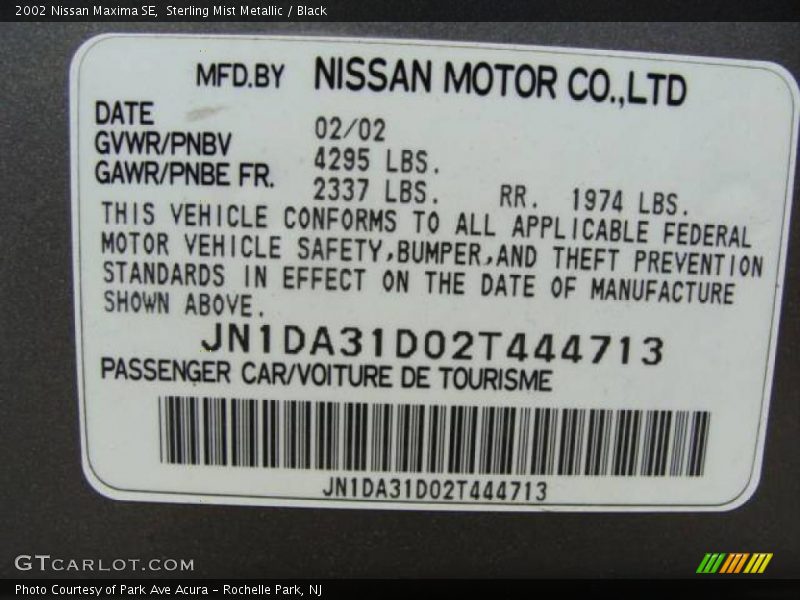 2002 Nissan Maxima SE,  Sterling Mist Metallic / Black
MFD.BY NISSAN MOTOR CO.,LTD
DATE 02/02
GVWR/PNBV 4295 LBS.
GAWR/PNBE FR. 2337 LBS. RR. 1974 LBS.
THIS VEHICLE CONFORMS TO ALL APPLICABLE FEDERAL
MOTOR VEHICLE SAFETY,BUMPER,AND THEFT PREVENTION
STANDARDS IN EFFECT ON THE DATE OF MANUFACTURE
SHOWN ABOVE.
JN1DA31D02T444713
PASSENGER CAR/VOITURE DE TOURISME
JN1DA31D02T444713
GTCARLOT.COM
Photo Courtesy of Park Ave Acura - Rochelle Park, NJ